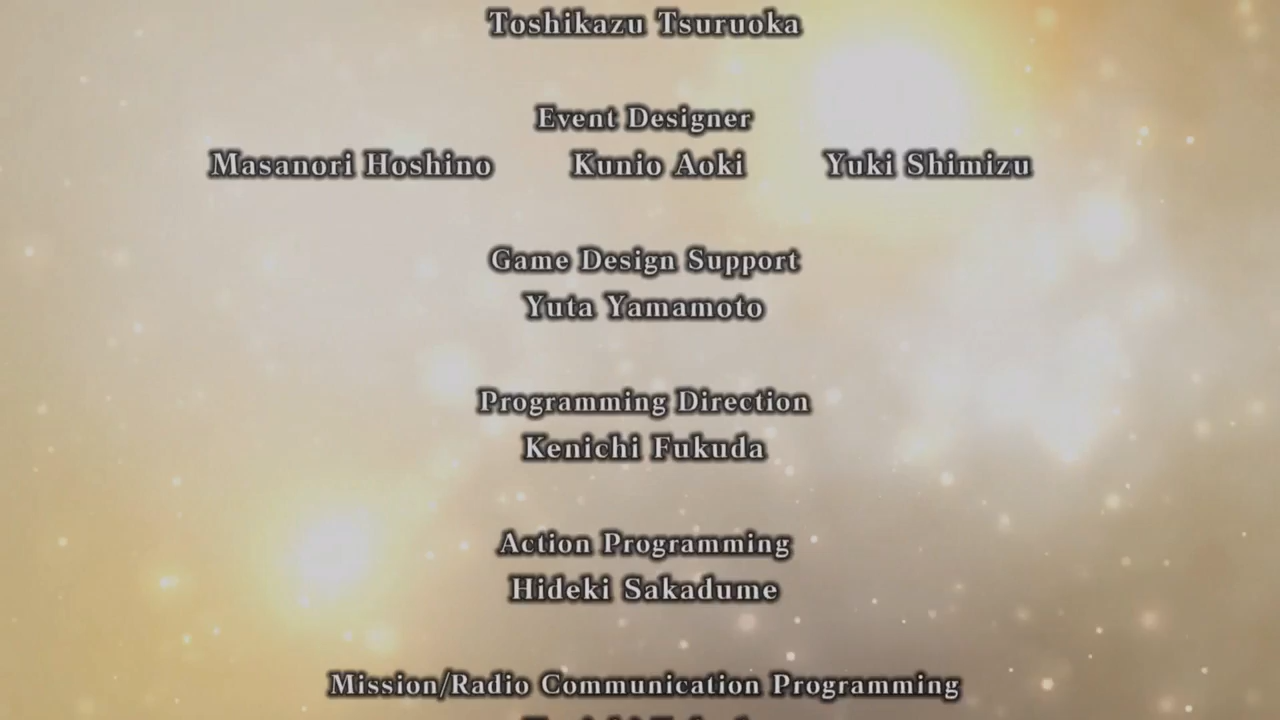 Toshikazu Tsuruoka
Event Designer
Masanori Hoshino Kunio Aoki Yuki Shimizu
Game Design Support
Yuta Yamamoto
Programming Direction
Kenichi Fukuda
Action Programming
Hideki Sakadume
Mission/Radio Communication Programming